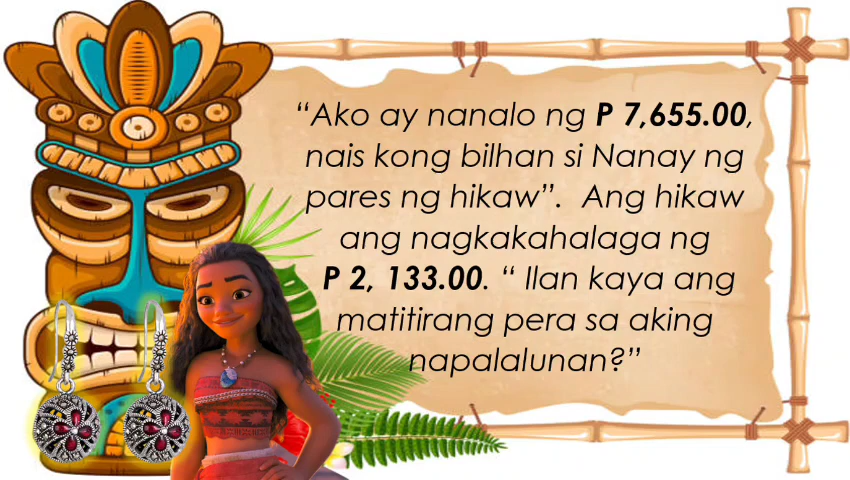 “Ako ay nanalo ng P 7,655.00,
nais kong bilhan si Nanay ng
pares ng hikaw”.  Ang hikaw
ang nagkakahalaga ng
P 2, 133.00. “ Ilan kaya ang
matitirang pera sa aking
napalalunan?”